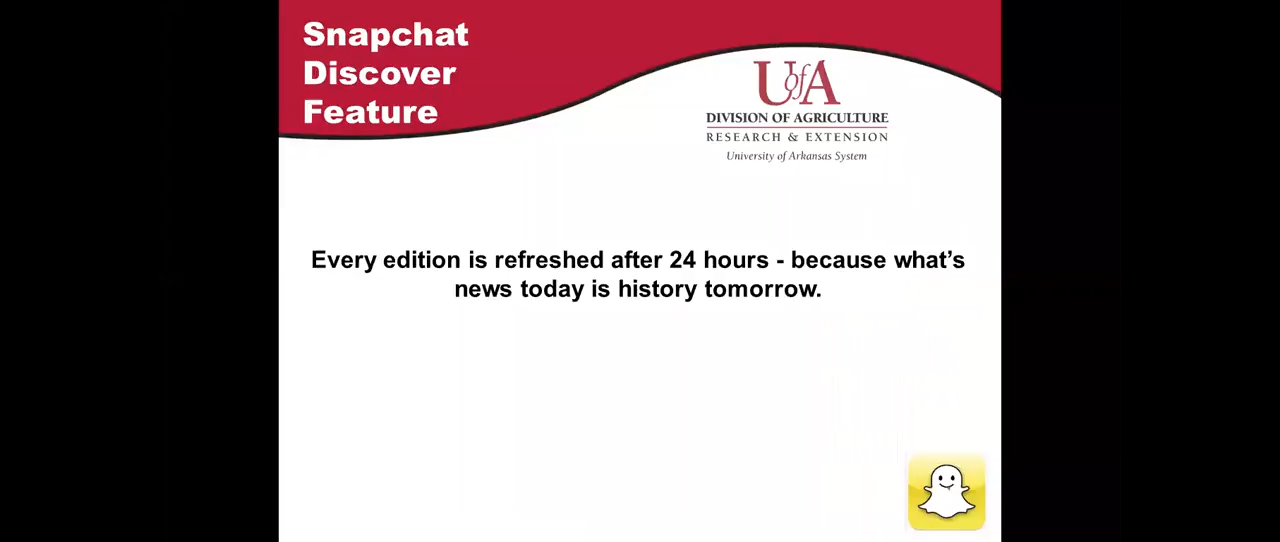 Snapchat
Discover
Feature
UofA
DIVISION OF AGRICULTURE
RESEARCH & EXTENSION
University of Arkansas System
Every edition is refreshed after 24 hours - because what’s
news today is history tomorrow.